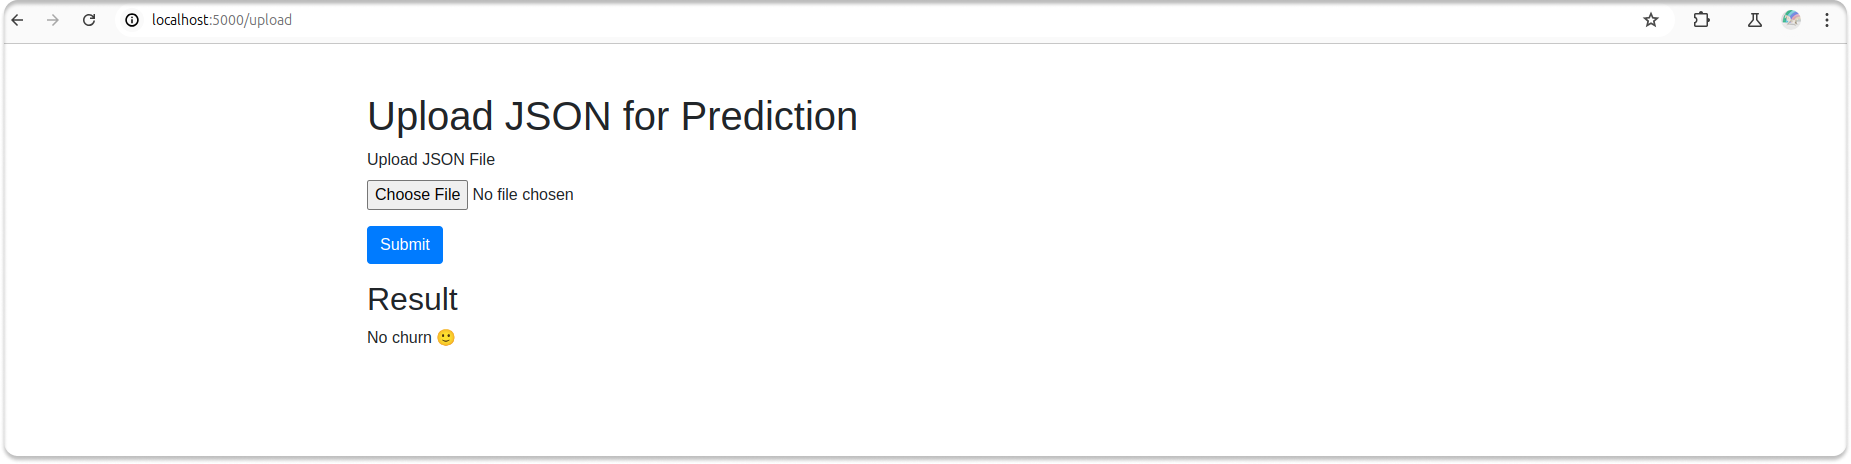 localhost:5000/upload
Upload JSON for Prediction
Upload JSON File
Choose File No file chosen
Submit
Result
No churn 🙂